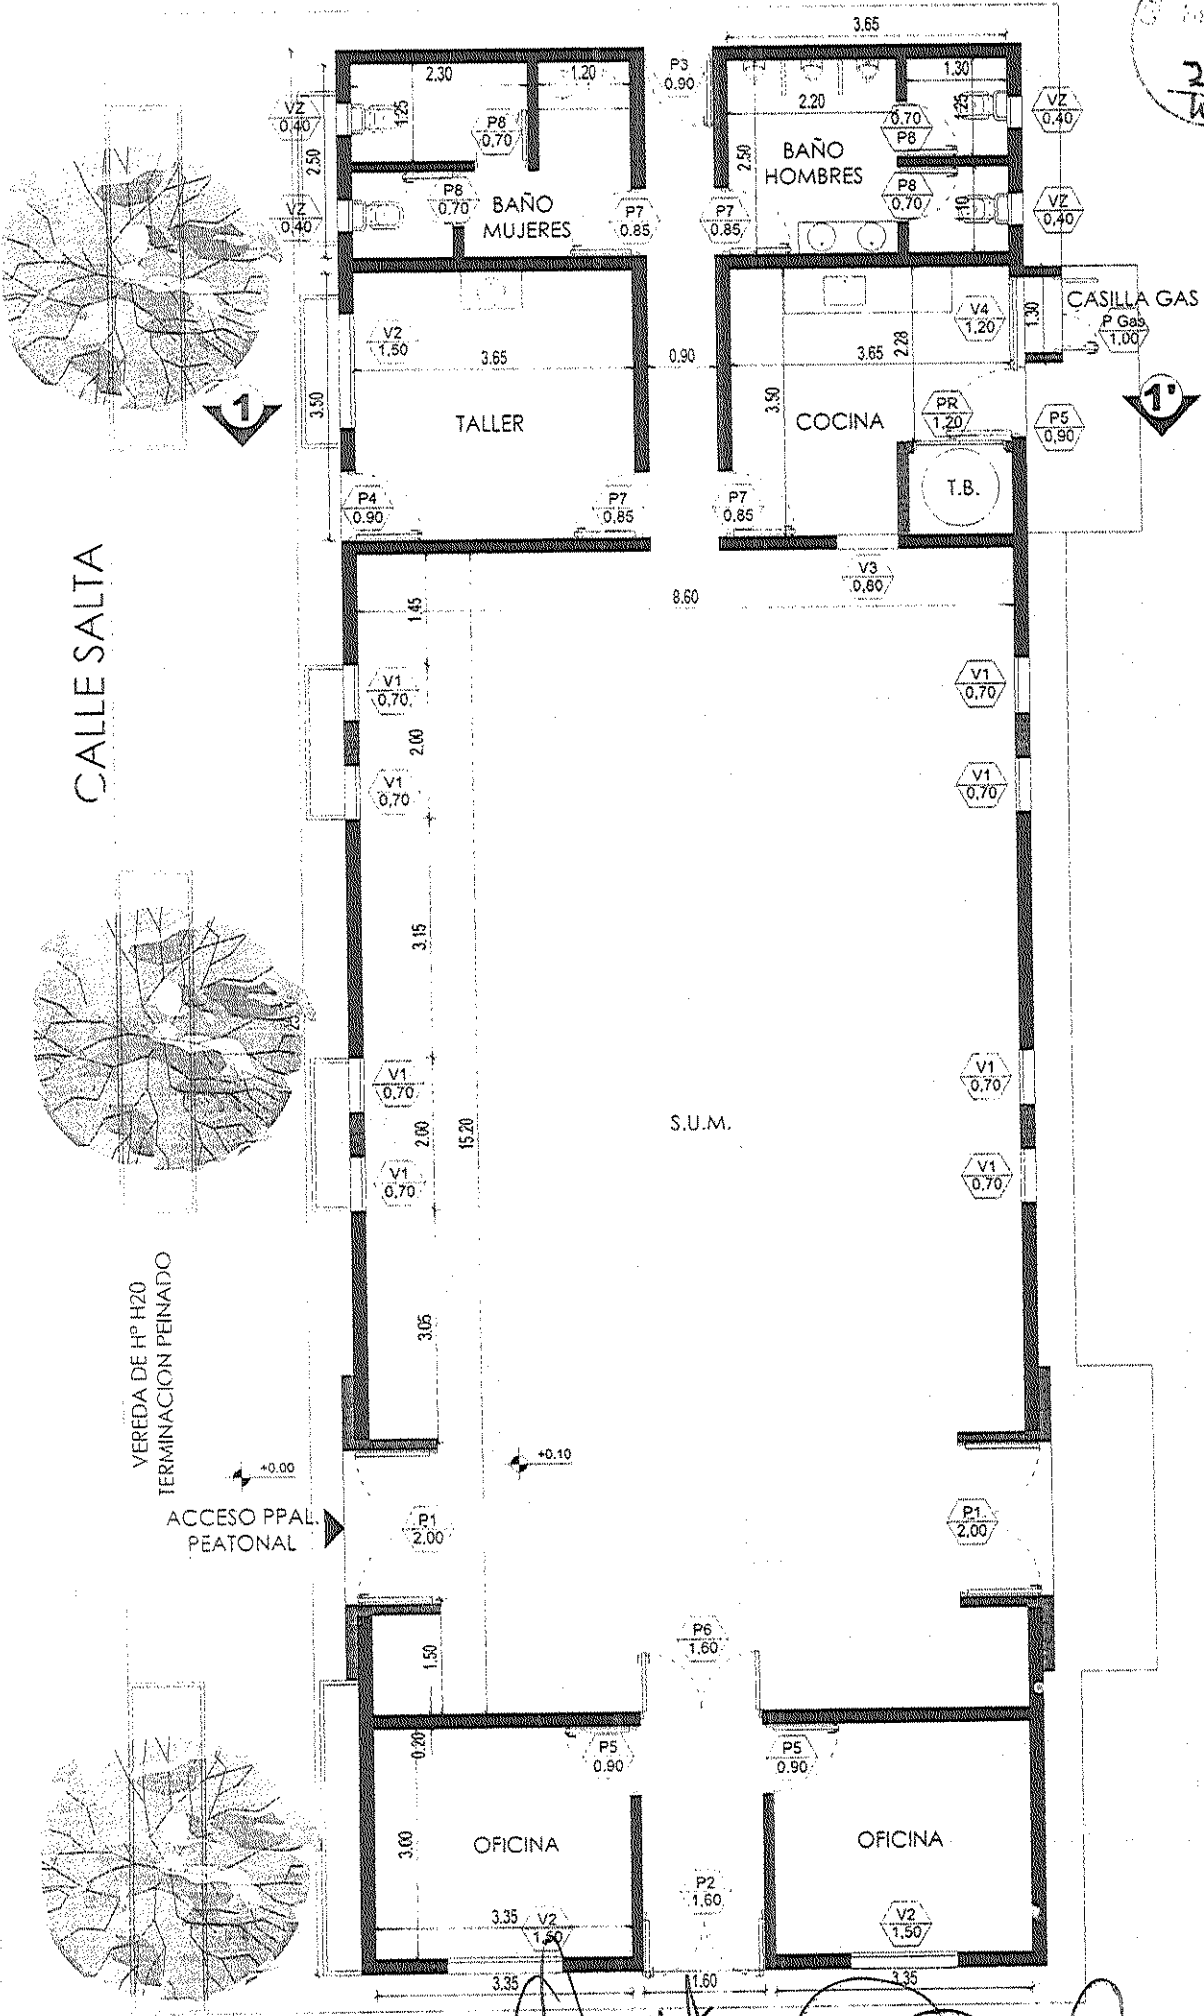 3.65
2.30
1.20
P3
0.90
1.30
VZ
0,40
1.25
P8
0,70
2.20
0.70
P8
1.25
VZ
0,40
2.50
2.50
BAÑO
HOMBRES
VZ
0,40
P8
0.70
BAÑO
MUJERES
P7
0.85
P7
0.85
P8
0.70
1.10
VZ
0.40
CASILLA GAS
P Gas
1,00
1.30
V4
1.20
V2
1,50
3.65
0.90
3.65
2.28
3.50
3.50
1
TALLER
COCINA
PR
1.20
P5
0,90
1'
T.B.
P4
0.90
P7
0,85
P7
0.85
V3
0,80
CALLE SALTA
8.60
1.45
V1
0,70
V1
0,70
2.00
V1
0,70
V1
0,70
3.15
V1
0,70
V1
0,70
2.00
15.20
S.U.M.
V1
0,70
V1
0,70
3.05
VEREDA DE Hº H20
TERMINACION PEINADO
+0.00
+0.10
ACCESO PPAL.
PEATONAL
P1
2.00
P1
2,00
1.50
P6
1,60
0.20
P5
0.90
P5
0.90
3.00
OFICINA
OFICINA
P2
1,60
3.35
V2
1,50
V2
1,50
3.35
1.60
3.35